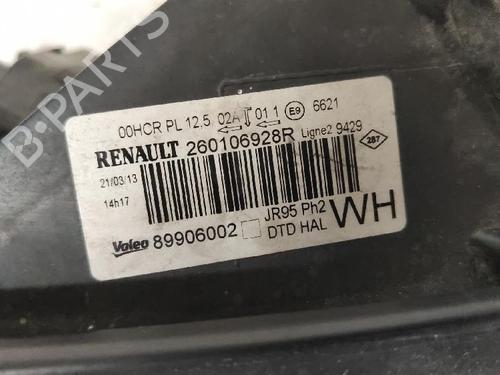 B-PARTS
00HCR PL 12,5 02A 01 1 E9 6621
RENAULT 260106928R Ligne2 9429
21/03/13
14h17
287
JR95 Ph2 WH
Valeo 89906002 DTD HAL